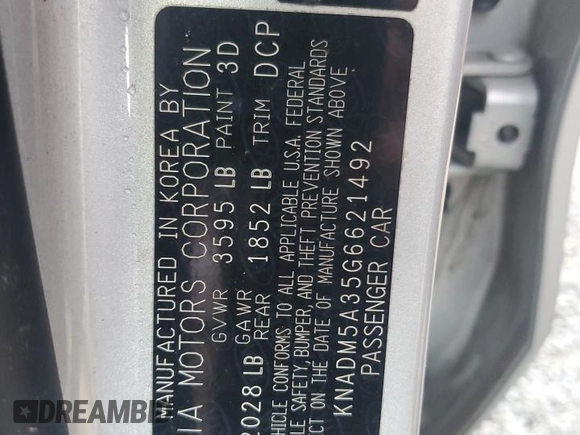 MANUFACTURED IN KOREA BY
IA MOTORS CORPORATION
GVWR 3595 LB PAINT 3D
2028 LB GAWR REAR 1852 LB TRIM DCP
HICLE CONFORMS TO ALL APPLICABLE U.S.A. FEDERAL
LE SAFETY, BUMPER, AND THEFT PREVENTION STANDARDS
ECT ON THE DATE OF MANUFACTURE SHOWN ABOVE
KNADM5A35G6621492
PASSENGER CAR
DREAMBI